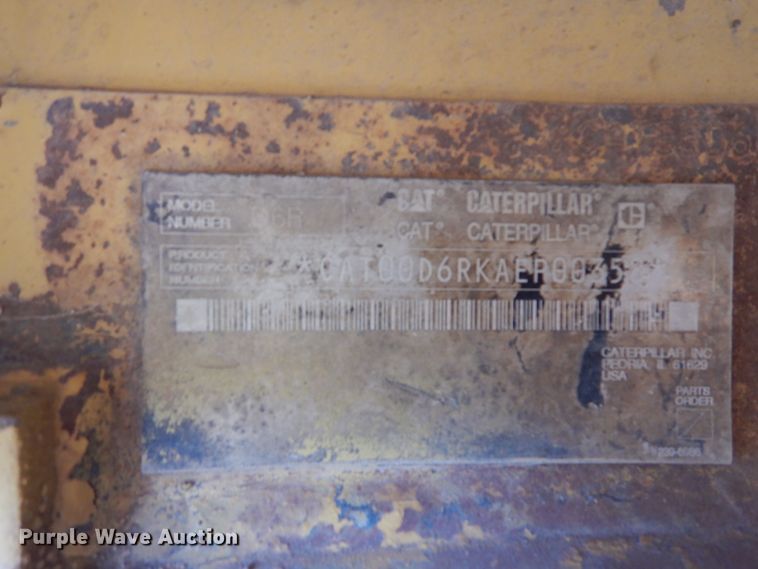 MODEL NUMBER D6R
CAT® CATERPILLAR®
CAT® CATERPILLAR®
PRODUCT IDENTIFICATION NUMBER
CATERPILLAR INC.
PEORIA, IL 61629
USA
PARTS ORDER
Purple Wave Auction